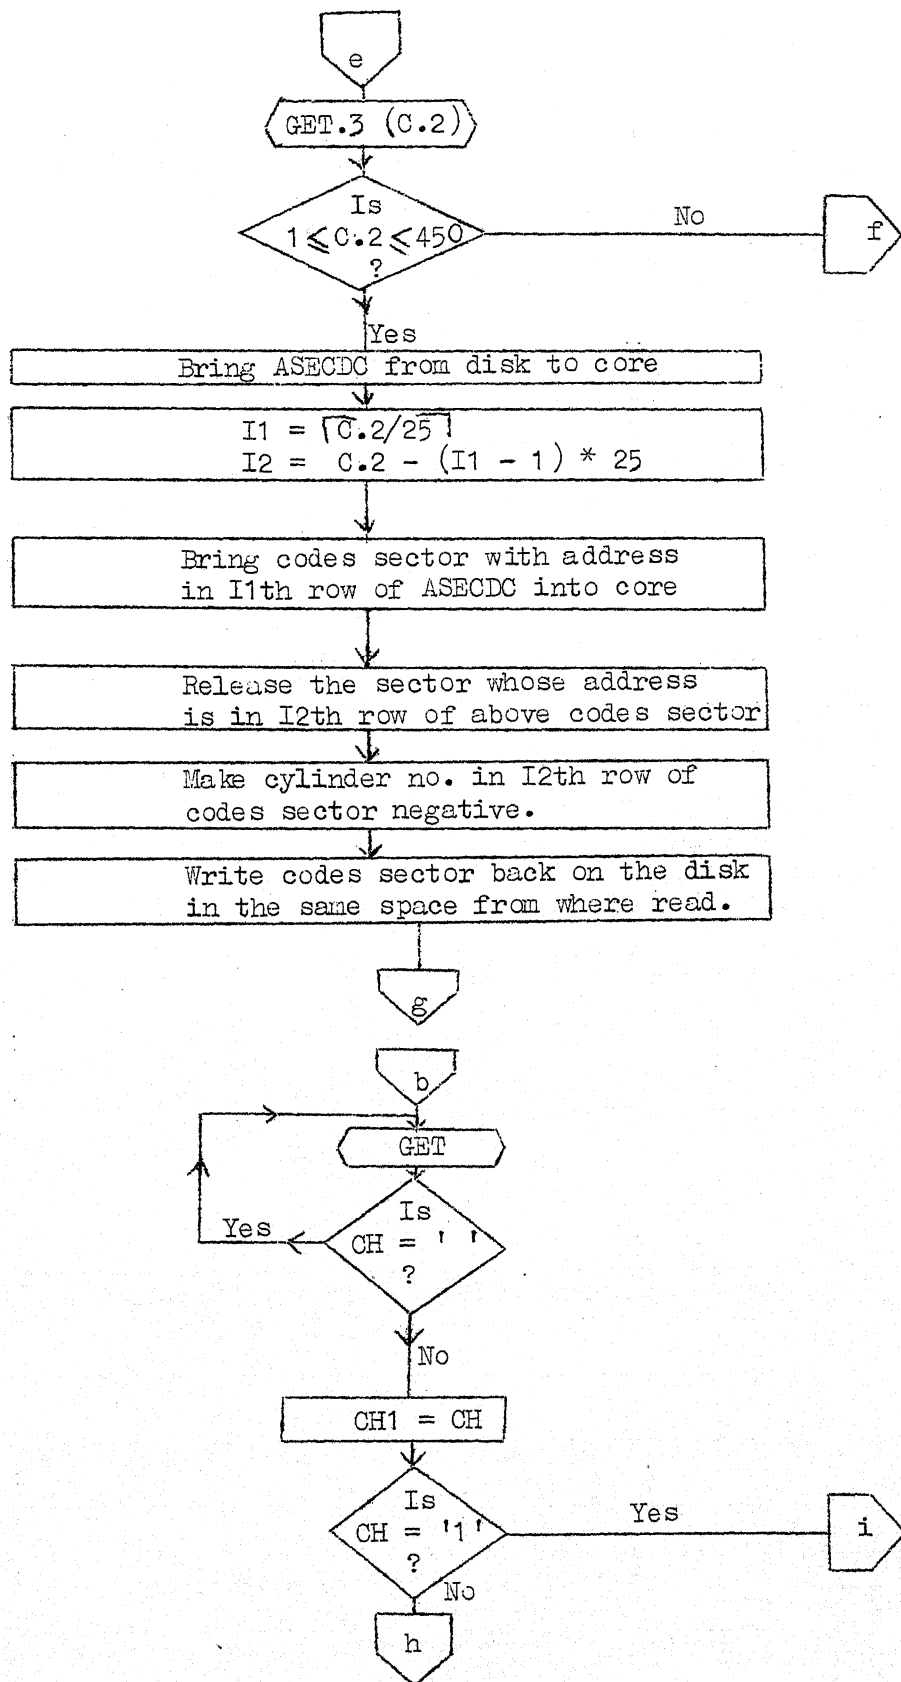 e
GET.3 (C.2)
Is
1 ≤ C.2 ≤ 450
?
No
f
Yes
Bring ASECDC from disk to core
I1 = ⌈C.2/25⌉
I2 = C.2 - (I1 - 1) * 25
Bring codes sector with address
in I1th row of ASECDC into core
Release the sector whose address
is in I2th row of above codes sector
Make cylinder no. in I2th row of
codes sector negative.
Write codes sector back on the disk
in the same space from where read.
g
b
GET
Is
CH = ' '
?
Yes
No
CH1 = CH
Is
CH = '1'
?
Yes
i
No
h